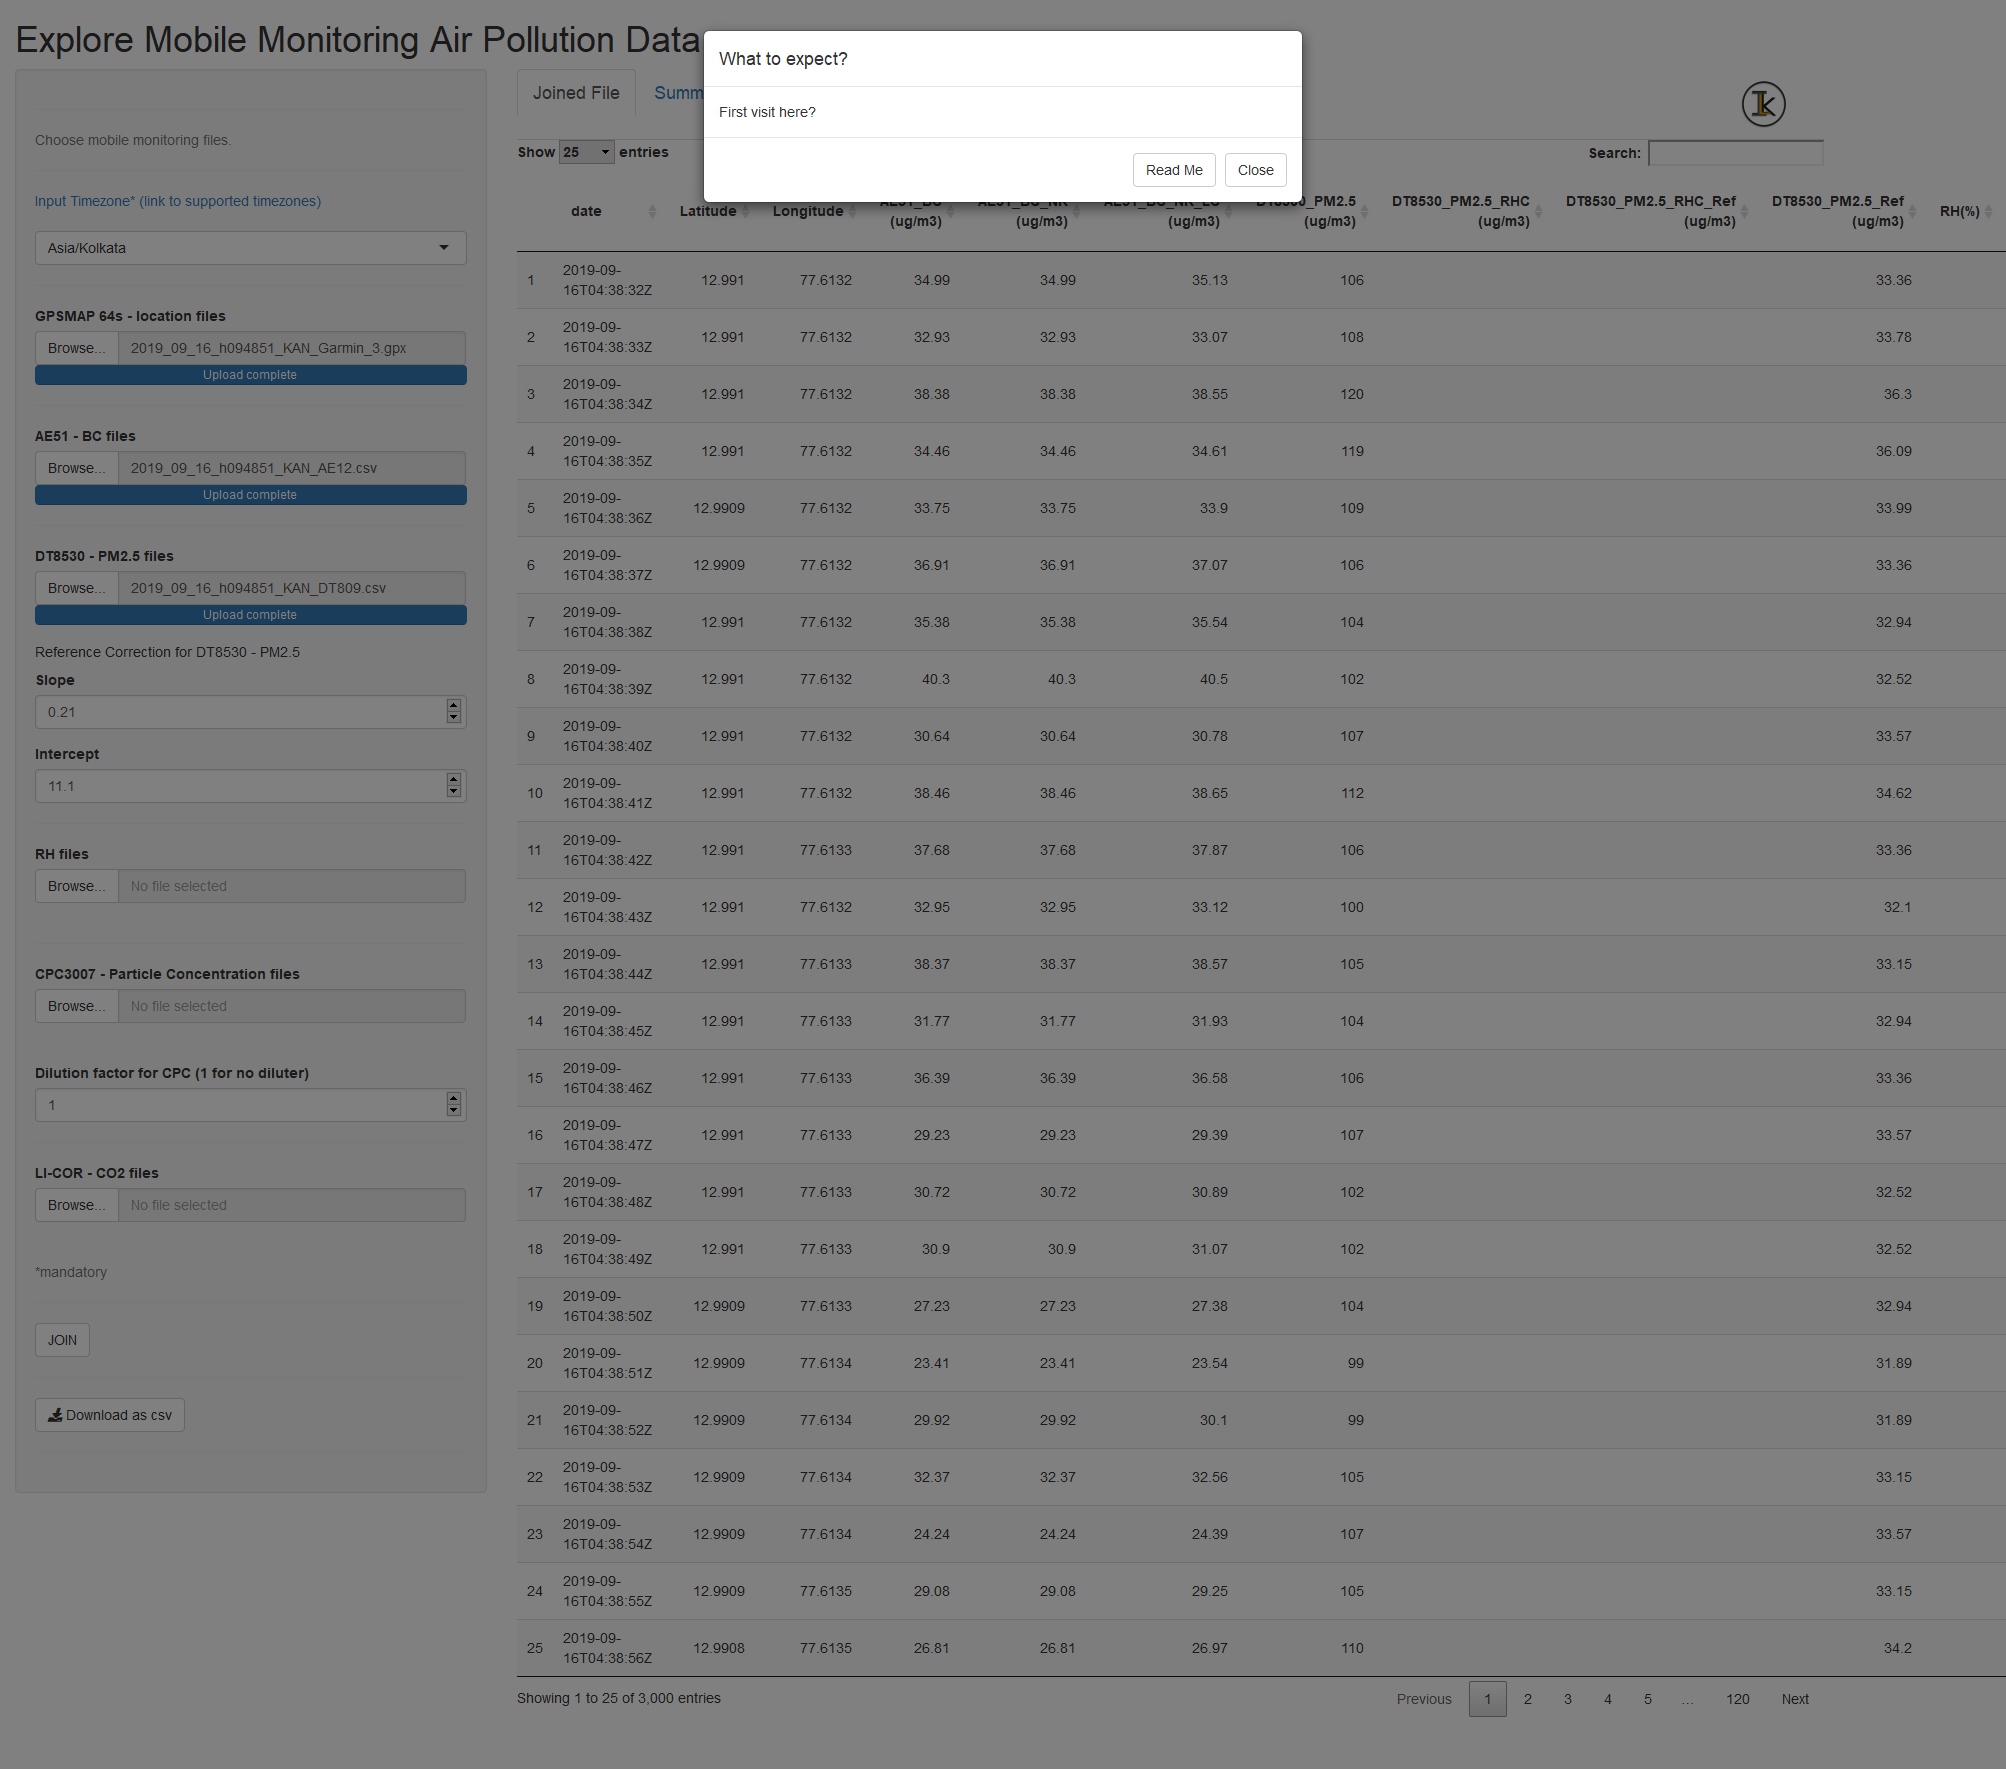 Explore Mobile Monitoring Air Pollution Data
What to expect?
First visit here?
Read Me Close
Choose mobile monitoring files.
Input Timezone* (link to supported timezones)
Asia/Kolkata
GPSMAP 64s - location files
Browse... 2019_09_16_h094851_KAN_Garmin_3.gpx
Upload complete
AE51 - BC files
Browse... 2019_09_16_h094851_KAN_AE12.csv
Upload complete
DT8530 - PM2.5 files
Browse... 2019_09_16_h094851_KAN_DT809.csv
Upload complete
Reference Correction for DT8530 - PM2.5
Slope
0.21
Intercept
11.1
RH files
Browse... No file selected
CPC3007 - Particle Concentration files
Browse... No file selected
Dilution factor for CPC (1 for no diluter)
1
LI-COR - CO2 files
Browse... No file selected
*mandatory
JOIN
Download as csv
Joined File Summ
Show 25 entries Search:
date Latitude Longitude (ug/m3) (ug/m3) (ug/m3) (ug/m3) DT8530_PM2.5_RHC (ug/m3) DT8530_PM2.5_RHC_Ref (ug/m3) DT8530_PM2.5_Ref (ug/m3) RH(%)
1 2019-09-16T04:38:32Z 12.991 77.6132 34.99 34.99 35.13 106 33.36
2 2019-09-16T04:38:33Z 12.991 77.6132 32.93 32.93 33.07 108 33.78
3 2019-09-16T04:38:34Z 12.991 77.6132 38.38 38.38 38.55 120 36.3
4 2019-09-16T04:38:35Z 12.991 77.6132 34.46 34.46 34.61 119 36.09
5 2019-09-16T04:38:36Z 12.9909 77.6132 33.75 33.75 33.9 109 33.99
6 2019-09-16T04:38:37Z 12.9909 77.6132 36.91 36.91 37.07 106 33.36
7 2019-09-16T04:38:38Z 12.991 77.6132 35.38 35.38 35.54 104 32.94
8 2019-09-16T04:38:39Z 12.991 77.6132 40.3 40.3 40.5 102 32.52
9 2019-09-16T04:38:40Z 12.991 77.6132 30.64 30.64 30.78 107 33.57
10 2019-09-16T04:38:41Z 12.991 77.6132 38.46 38.46 38.65 112 34.62
11 2019-09-16T04:38:42Z 12.991 77.6133 37.68 37.68 37.87 106 33.36
12 2019-09-16T04:38:43Z 12.991 77.6132 32.95 32.95 33.12 100 32.1
13 2019-09-16T04:38:44Z 12.991 77.6133 38.37 38.37 38.57 105 33.15
14 2019-09-16T04:38:45Z 12.991 77.6133 31.77 31.77 31.93 104 32.94
15 2019-09-16T04:38:46Z 12.991 77.6133 36.39 36.39 36.58 106 33.36
16 2019-09-16T04:38:47Z 12.991 77.6133 29.23 29.23 29.39 107 33.57
17 2019-09-16T04:38:48Z 12.991 77.6133 30.72 30.72 30.89 102 32.52
18 2019-09-16T04:38:49Z 12.991 77.6133 30.9 30.9 31.07 102 32.52
19 2019-09-16T04:38:50Z 12.9909 77.6133 27.23 27.23 27.38 104 32.94
20 2019-09-16T04:38:51Z 12.9909 77.6134 23.41 23.41 23.54 99 31.89
21 2019-09-16T04:38:52Z 12.9909 77.6134 29.92 29.92 30.1 99 31.89
22 2019-09-16T04:38:53Z 12.9909 77.6134 32.37 32.37 32.56 105 33.15
23 2019-09-16T04:38:54Z 12.9909 77.6134 24.24 24.24 24.39 107 33.57
24 2019-09-16T04:38:55Z 12.9909 77.6135 29.08 29.08 29.25 105 33.15
25 2019-09-16T04:38:56Z 12.9908 77.6135 26.81 26.81 26.97 110 34.2
Showing 1 to 25 of 3,000 entries
Previous 1 2 3 4 5 … 120 Next